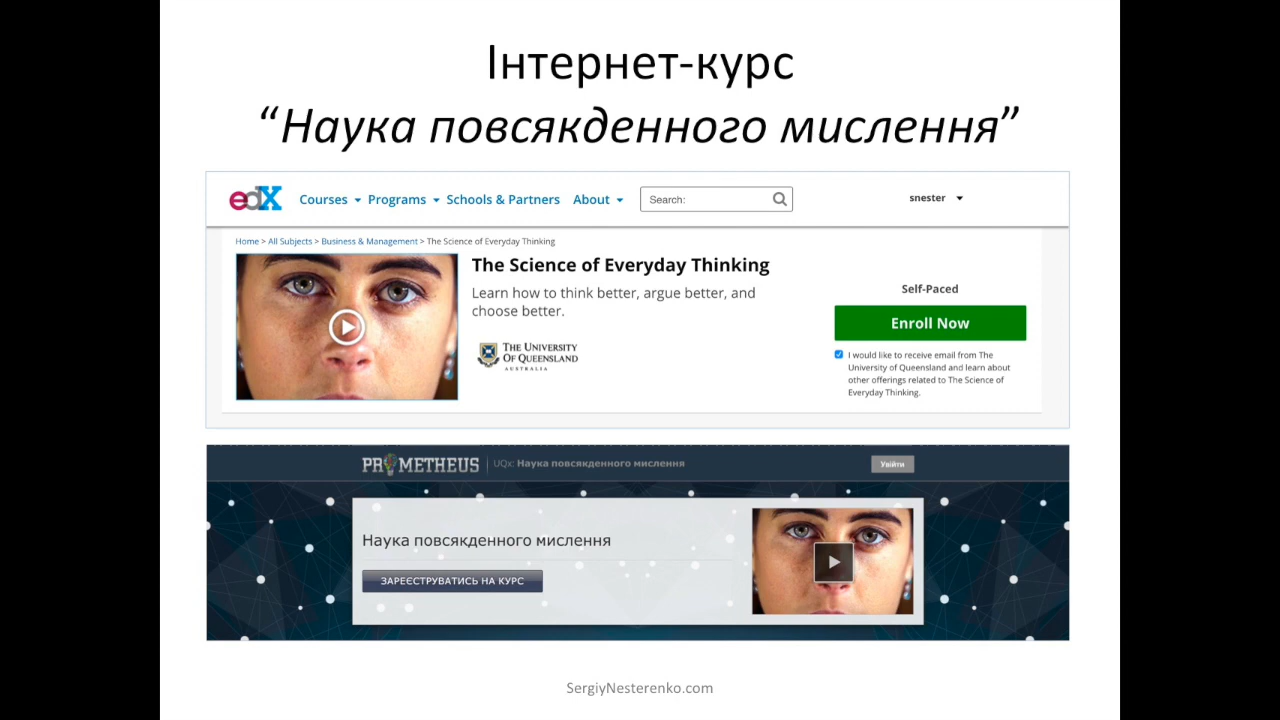 Інтернет-курс
“Наука повсякденного мислення”
edX Courses Programs Schools & Partners About Search: snester
Home > All Subjects > Business & Management > The Science of Everyday Thinking
The Science of Everyday Thinking
Learn how to think better, argue better, and
choose better.
THE UNIVERSITY
OF QUEENSLAND
AUSTRALIA
Self-Paced
Enroll Now
I would like to receive email from The
University of Queensland and learn about
other offerings related to The Science of
Everyday Thinking.
PROMETHEUS UQx: Наука повсякденного мислення Увійти
Наука повсякденного мислення
ЗАРЕЄСТРУВАТИСЬ НА КУРС
SergiyNesterenko.com